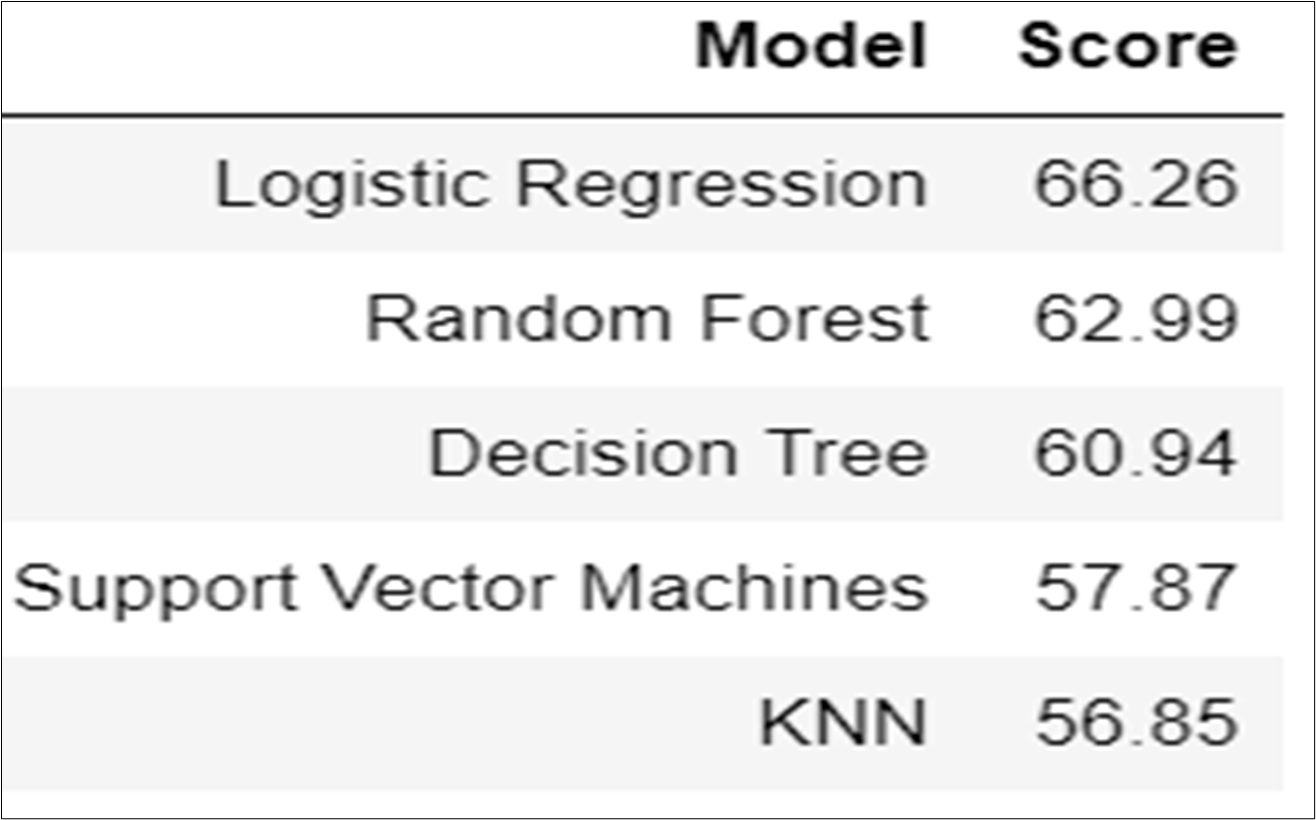 Model Score
Logistic Regression 66.26
Random Forest 62.99
Decision Tree 60.94
Support Vector Machines 57.87
KNN 56.85